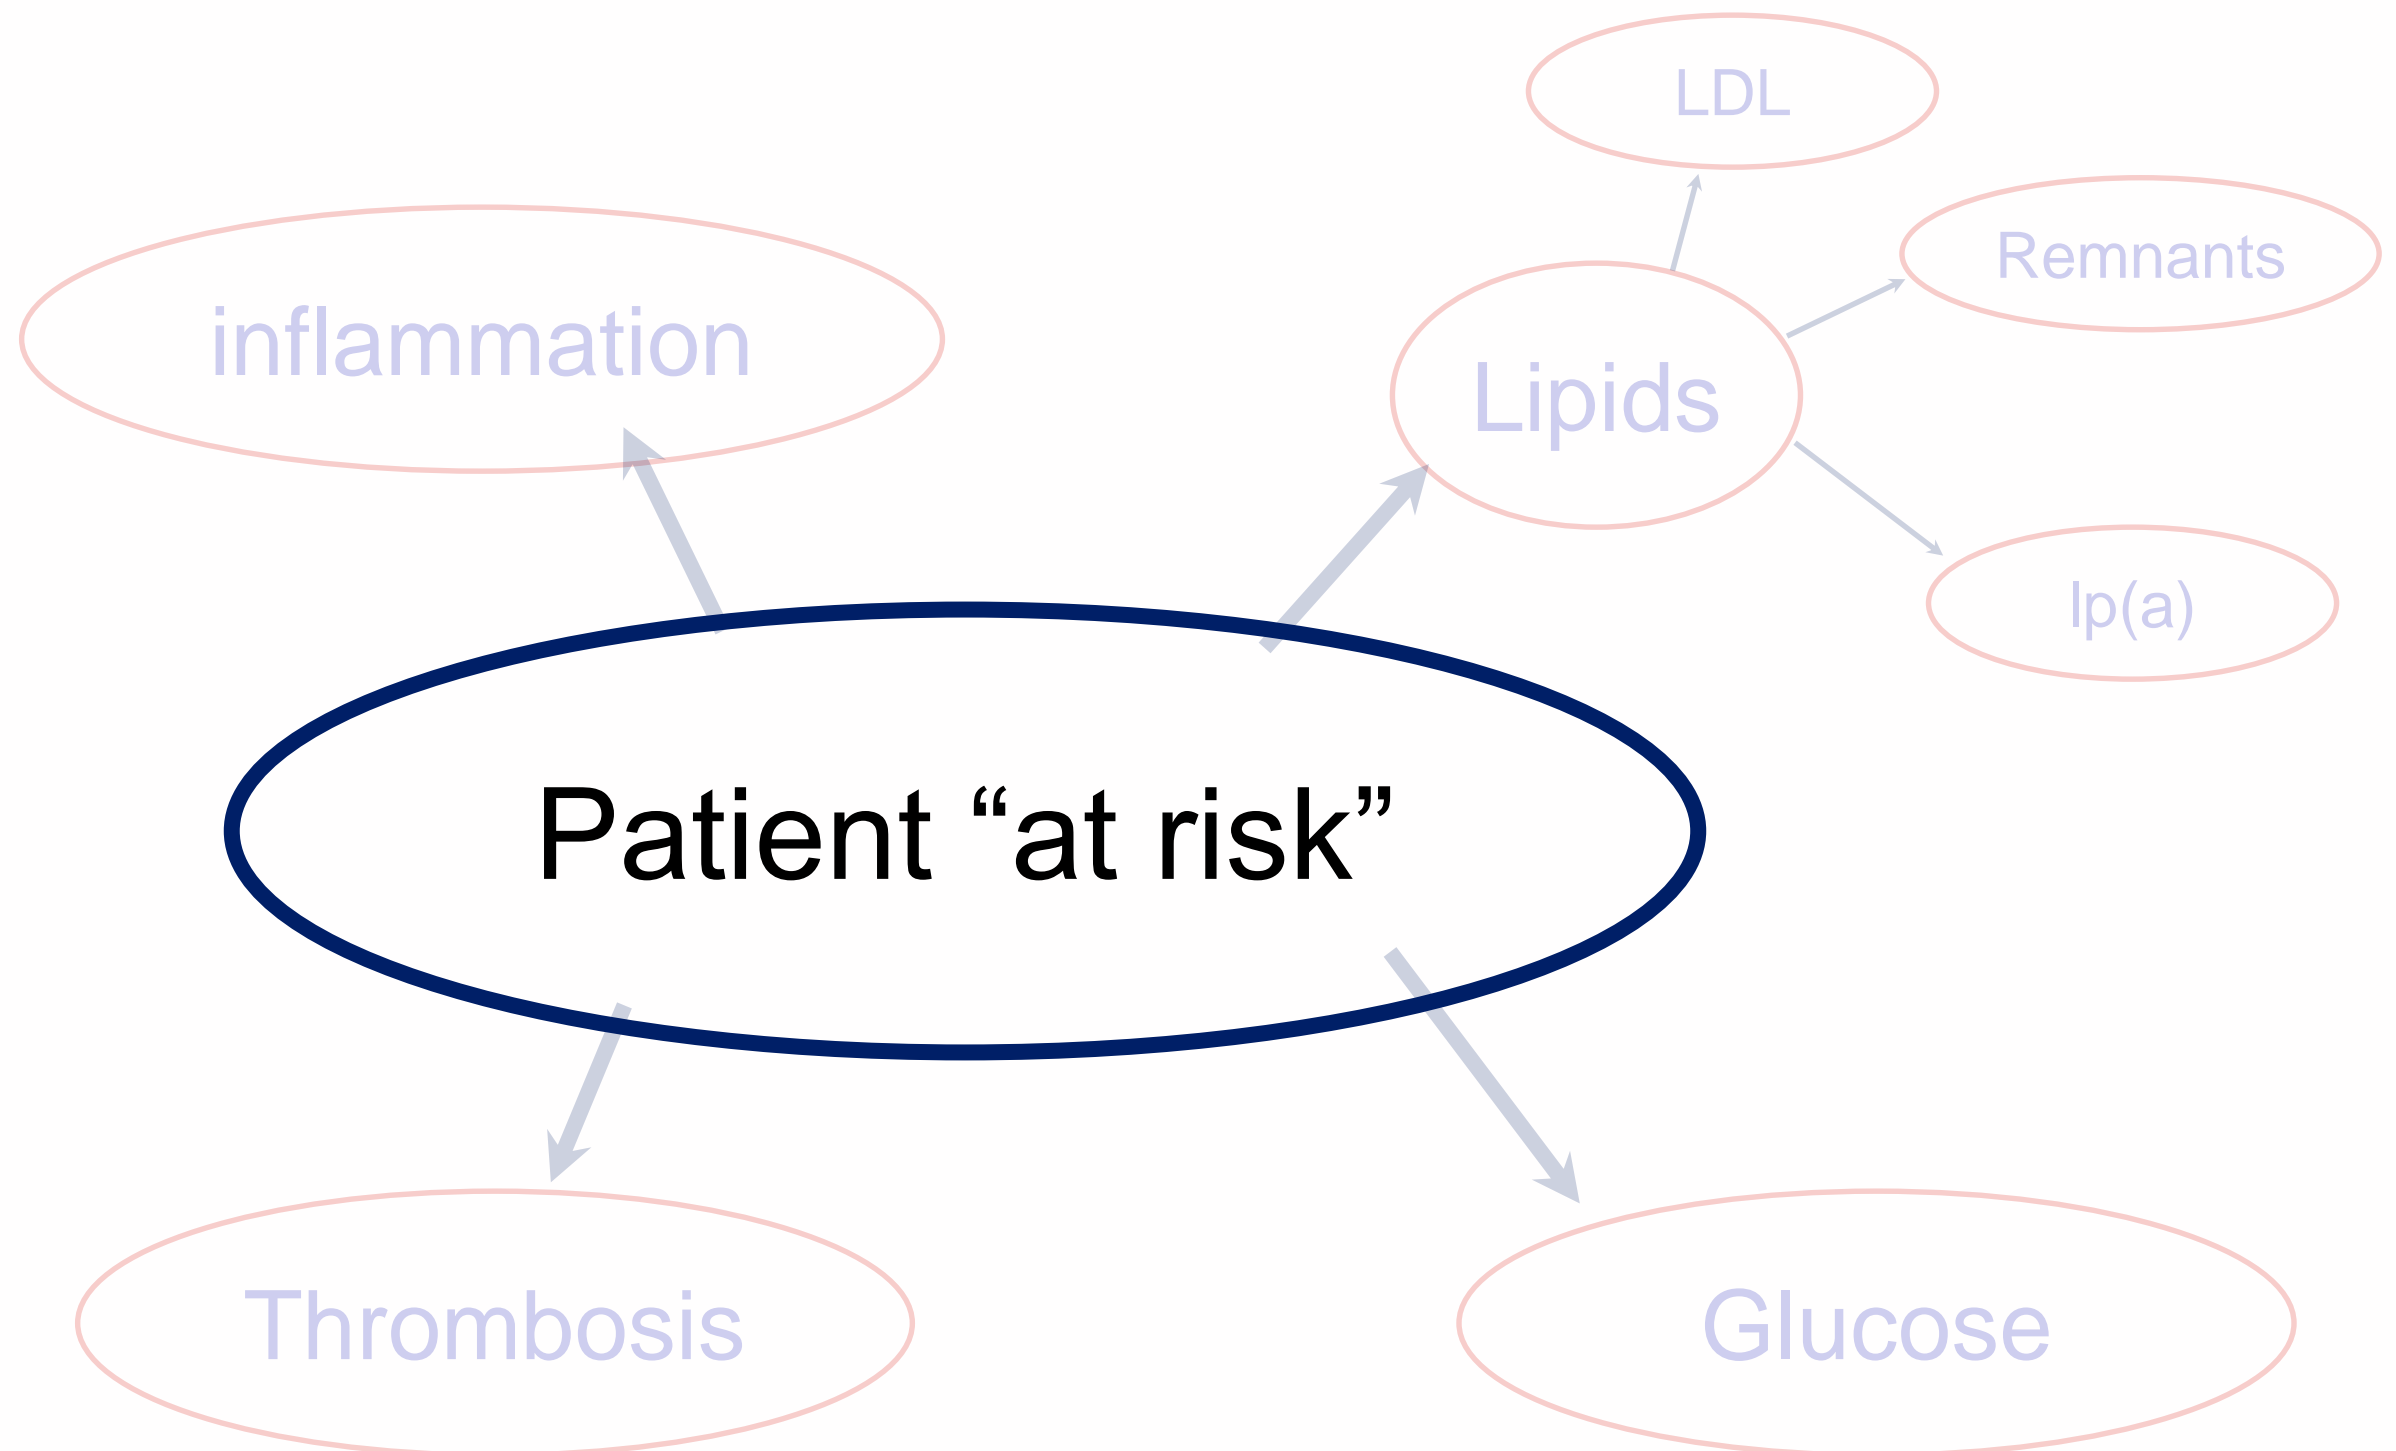 LDL
Remnants
inflammation
Lipids
lp(a)
Patient “at risk”
Thrombosis
Glucose